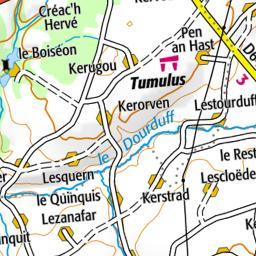 Créac'h
Hervé
le Boiséon
Kerugou
Pen
an Hast
Tumulus
Kerorven
Lestourduff
3
le Dourduff
Lesquern
le Quinquis
Lezanafar
Kerstrad
Lescloëde
le Rest